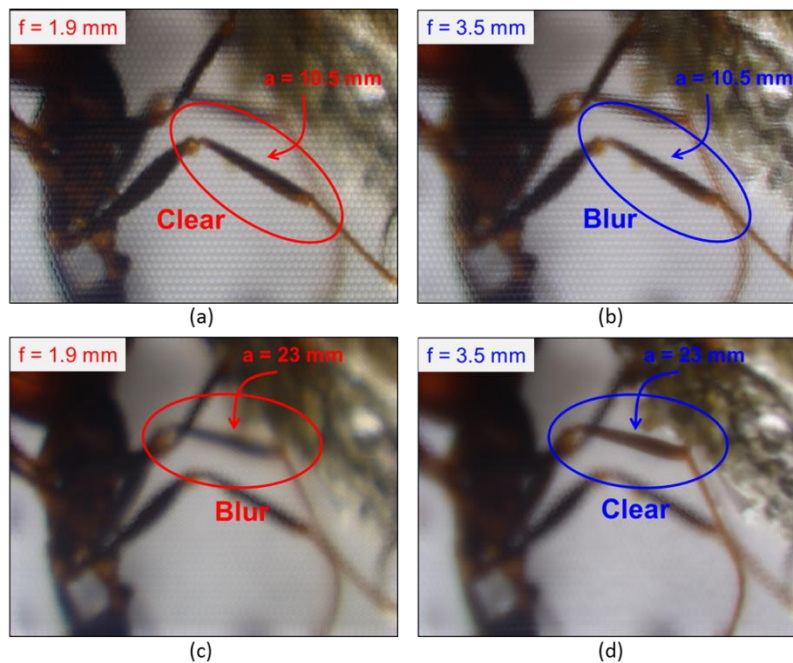 f = 1.9 mm
a = 10.5 mm
Clear
(a)
f = 3.5 mm
a = 10.5 mm
Blur
(b)
f = 1.9 mm
a = 23 mm
Blur
(c)
f = 3.5 mm
a = 23 mm
Clear
(d)